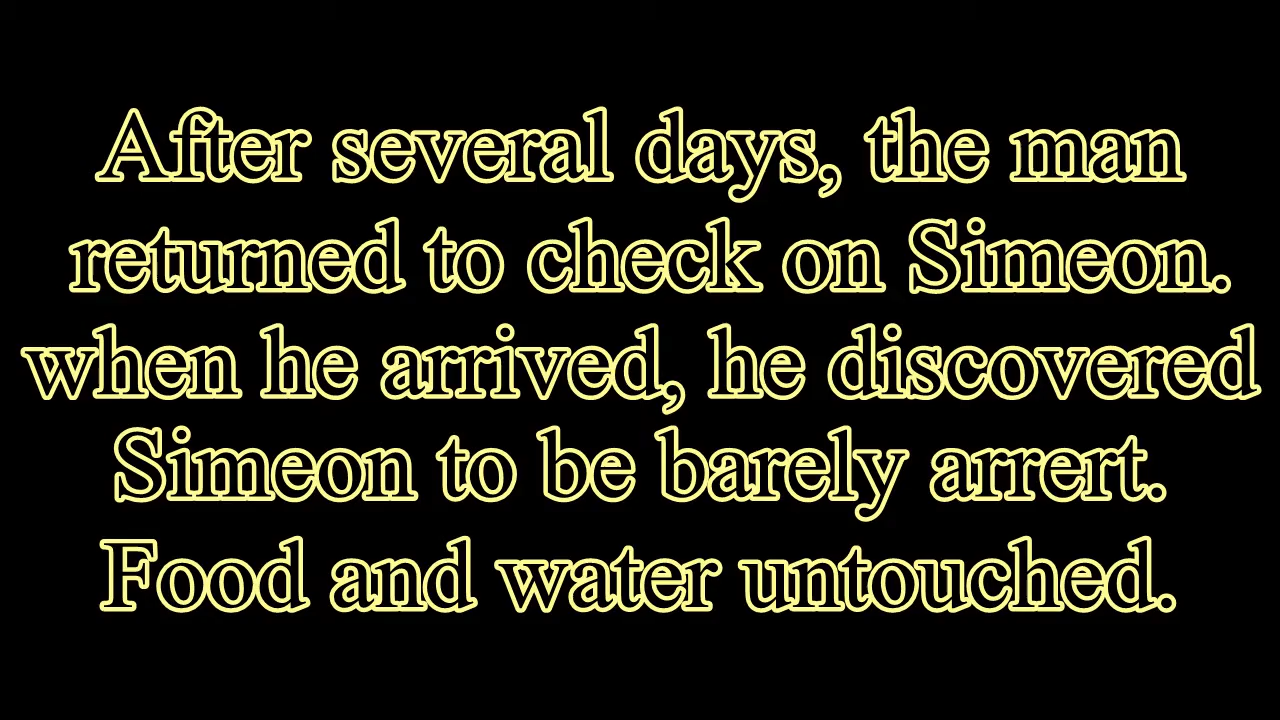 After several days, the man
returned to check on Simeon.
when he arrived, he discovered
Simeon to be barely arrert.
Food and water untouched.